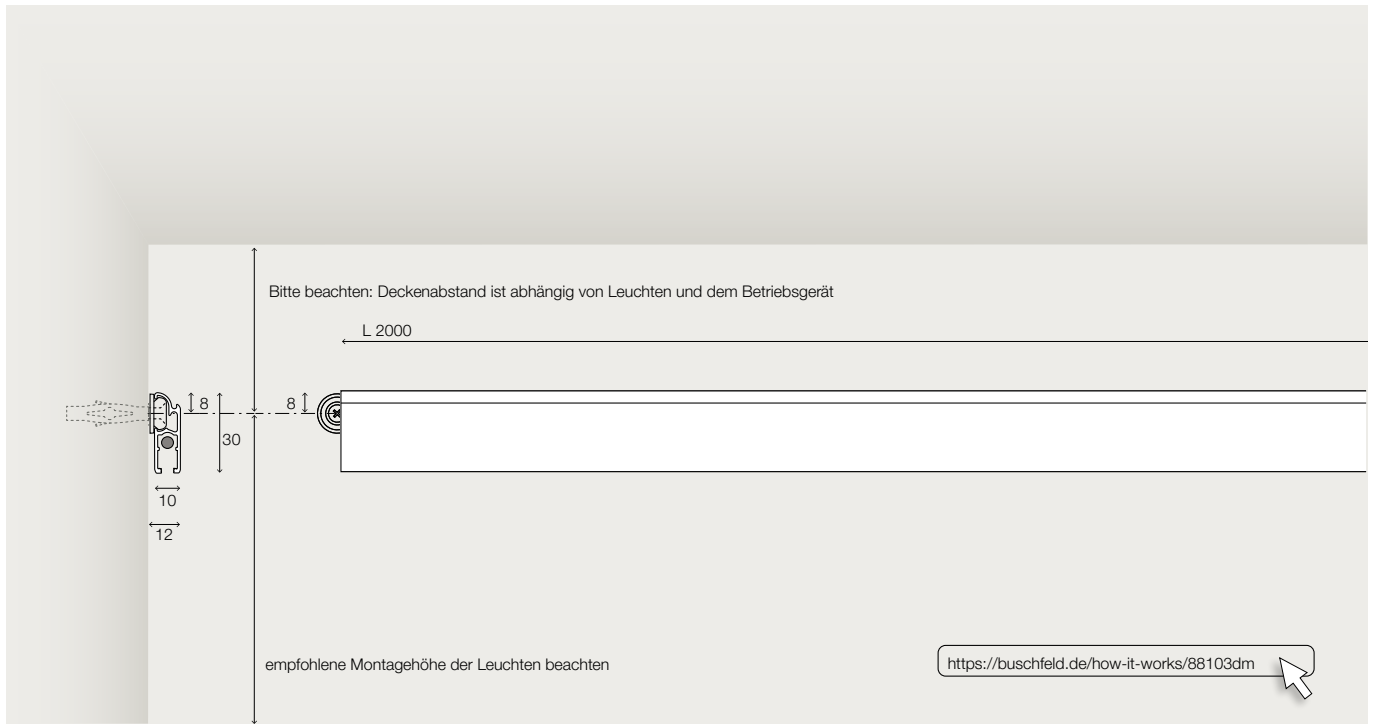 Bitte beachten: Deckenabstand ist abhängig von Leuchten und dem Betriebsgerät
L 2000
8
8
30
10
12
empfohlene Montagehöhe der Leuchten beachten
https://buschfeld.de/how-it-works/88103dm